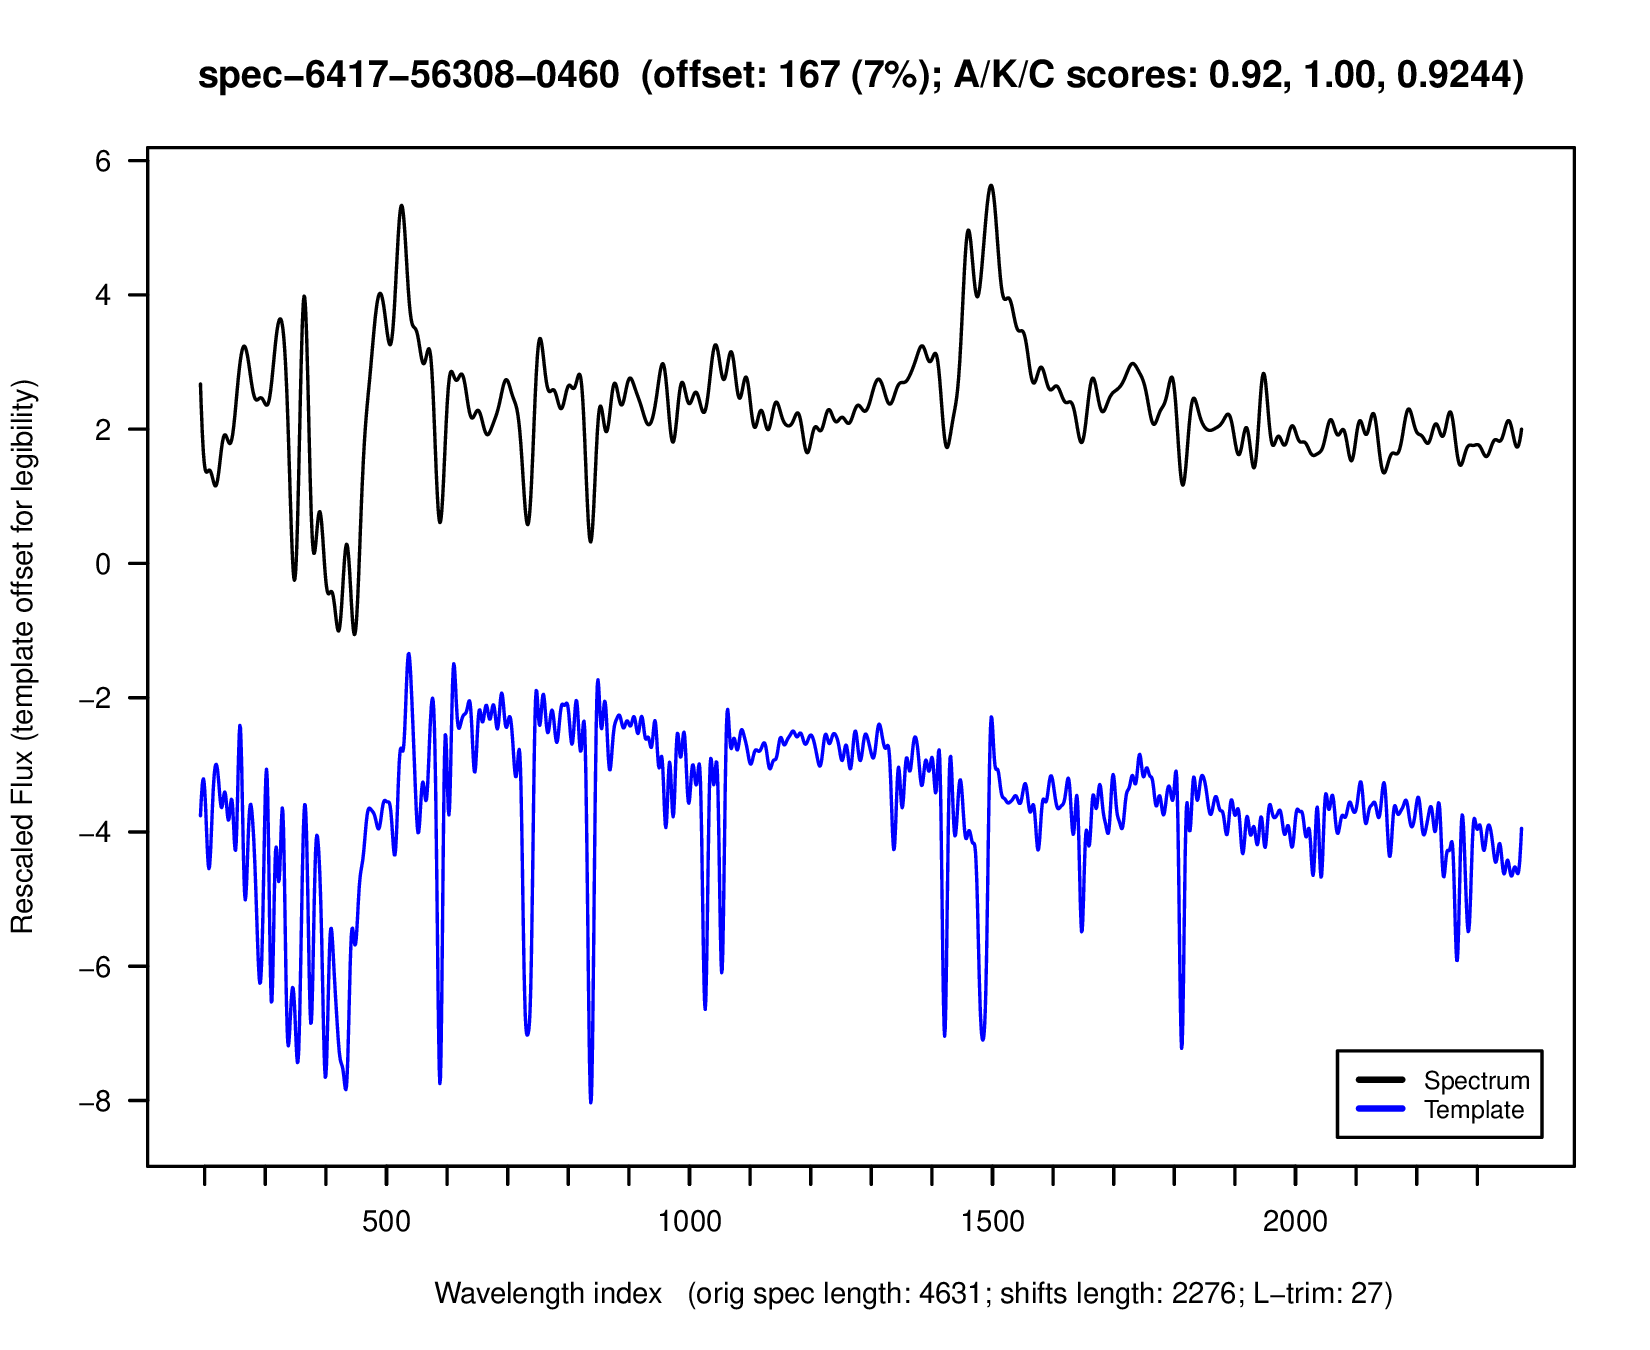 spec−6417−56308−0460 (offset: 167 (7%); A/K/C scores: 0.92, 1.00, 0.9244)
Rescaled Flux (template offset for legibility)
6
4
2
0
−2
−4
−6
−8
Spectrum
Template
500 1000 1500 2000
Wavelength index (orig spec length: 4631; shifts length: 2276; L−trim: 27)